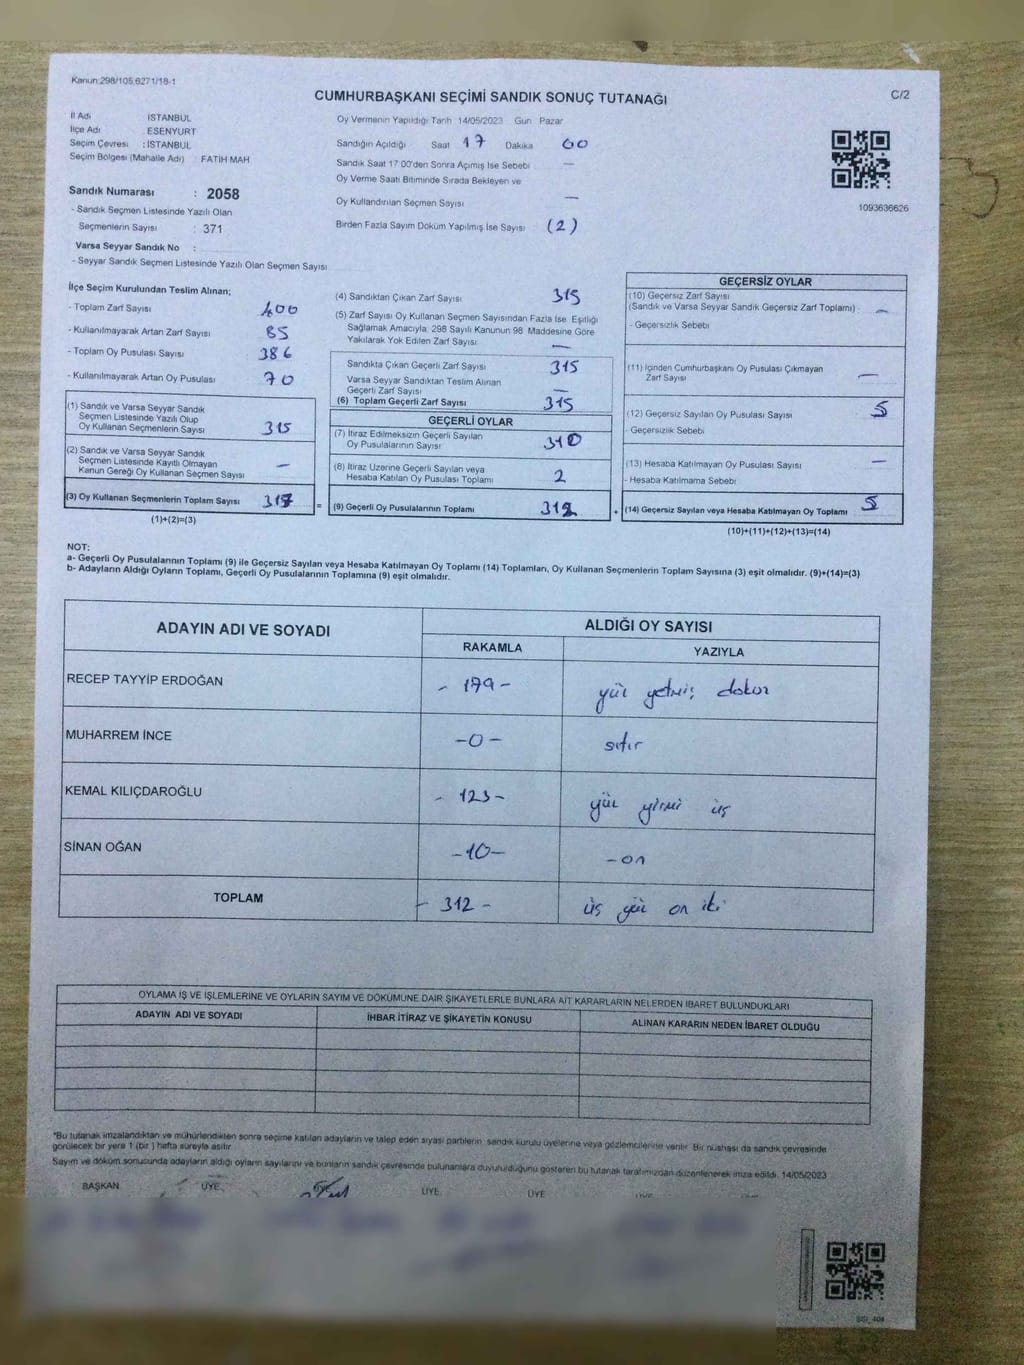 Kanun:298/105,6271/18-1
CUMHURBAŞKANI SEÇİMİ SANDIK SONUÇ TUTANAĞI
C/2
İl Adı İSTANBUL
İlçe Adı : ESENYURT
Seçim Çevresi : İSTANBUL
Seçim Bölgesi (Mahalle Adı) FATİH MAH
Sandık Numarası : 2058
- Sandık Seçmen Listesinde Yazılı Olan
Seçmenlerin Sayısı : 371
Varsa Seyyar Sandık No :
- Seyyar Sandık Seçmen Listesinde Yazılı Olan Seçmen Sayısı
Oy Vermenin Yapıldığı Tarih 14/05/2023 Gün Pazar
Sandığın Açıldığı Saat 17 Dakika 00
Sandık Saat 17:00'den Sonra Açımış İse Sebebi —
Oy Verme Saati Bitiminde Sırada Bekleyen ve
Oy Kullandırılan Seçmen Sayısı —
Birden Fazla Sayım Döküm Yapılmış İse Sayısı (2)
1093636626
İlçe Seçim Kurulundan Teslim Alınan;
- Toplam Zarf Sayısı 400
- Kullanılmayarak Artan Zarf Sayısı 85
- Toplam Oy Pusulası Sayısı 386
- Kullanılmayarak Artan Oy Pusulası 70
(1) Sandık ve Varsa Seyyar Sandık
Seçmen Listesinde Yazılı Olup
Oy Kullanan Seçmenlerin Sayısı 315
(2) Sandık ve Varsa Seyyar Sandık
Seçmen Listesinde Kayıtlı Olmayan
Kanun Gereği Oy Kullanan Seçmen Sayısı —
(3) Oy Kullanan Seçmenlerin Toplam Sayısı 317 =
(1)+(2)=(3)
(4) Sandıktan Çıkan Zarf Sayısı 315
(5) Zarf Sayısı Oy Kullanan Seçmen Sayısından Fazla İse, Eşitliği
Sağlamak Amacıyla, 298 Sayılı Kanunun 98. Maddesine Göre
Yakılarak Yok Edilen Zarf Sayısı —
Sandıkta Çıkan Geçerli Zarf Sayısı 315
Varsa Seyyar Sandıktan Teslim Alınan
Geçerli Zarf Sayısı —
(6) Toplam Geçerli Zarf Sayısı 315
GEÇERLİ OYLAR
(7) İtiraz Edilmeksizin Geçerli Sayılan
Oy Pusulalarının Sayısı 310
(8) İtiraz Üzerine Geçerli Sayılan veya
Hesaba Katılan Oy Pusulası Toplamı 2
(9) Geçerli Oy Pusulalarının Toplamı 312 +
GEÇERSİZ OYLAR
(10) Geçersiz Zarf Sayısı
(Sandık ve Varsa Seyyar Sandık Geçersiz Zarf Toplamı) : —
- Geçersizlik Sebebi
(11) İçinden Cumhurbaşkanı Oy Pusulası Çıkmayan
Zarf Sayısı —
(12) Geçersiz Sayılan Oy Pusulası Sayısı 5
- Geçersizlik Sebebi
(13) Hesaba Katılmayan Oy Pusulası Sayısı —
- Hesaba Katılmama Sebebi
(14) Geçersiz Sayılan veya Hesaba Katılmayan Oy Toplamı 5
(10)+(11)+(12)+(13)=(14)
NOT:
a- Geçerli Oy Pusulalarının Toplamı (9) ile Geçersiz Sayılan veya Hesaba Katılmayan Oy Toplamı (14) Toplamları, Oy Kullanan Seçmenlerin Toplam Sayısına (3) eşit olmalıdır. (9)+(14)=(3)
b- Adayların Aldığı Oyların Toplamı, Geçerli Oy Pusulalarının Toplamına (9) eşit olmalıdır.
ADAYIN ADI VE SOYADI ALDIĞI OY SAYISI
RAKAMLA YAZIYLA
RECEP TAYYİP ERDOĞAN - 179 - yüz yetmiş dokuz
MUHARREM İNCE - 0 - sıfır
KEMAL KILIÇDAROĞLU - 123 - yüz yirmi üç
SİNAN OĞAN - 10 - - on
TOPLAM - 312 - üç yüz on iki
OYLAMA İŞ VE İŞLEMLERİNE VE OYLARIN SAYIM VE DÖKÜMÜNE DAİR ŞİKAYETLERLE BUNLARA AİT KARARLARIN NELERDEN İBARET BULUNDUKLARI
ADAYIN ADI VE SOYADI İHBAR İTİRAZ VE ŞİKAYETİN KONUSU ALINAN KARARIN NEDEN İBARET OLDUĞU
*Bu tutanak imzalandıktan ve mühürlendikten sonra seçime katılan adayların ve talep eden siyasi partilerin sandık kurulu üyelerine veya gözlemcilerine verilir. Bir nüshası da sandık çevresinde
görülecek bir yere 1 (bir ) hafta süreyle asılır.
Sayım ve döküm sonucunda adayların aldığı oyların sayılarını ve bunların sandık çevresinde bulunanlara duyurulduğunu gösteren bu tutanak tarafımızdan düzenlenerek imza edildi. 14/05/2023
BAŞKAN ÜYE ÜYE ÜYE